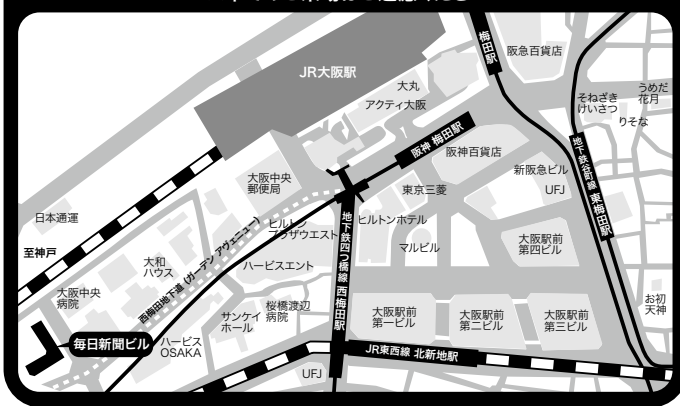 JR大阪駅
梅田駅
阪急百貨店
大丸
アクティ大阪
そねざき
けいさつ
うめだ
花月
りそな
阪神 梅田駅
阪神百貨店
新阪急ビル
UFJ
地下鉄谷町線 東梅田駅
大阪中央
郵便局
東京三菱
日本通運
至神戸
大和
ハウス
西梅田地下道(ガーデン アヴェニュー)
ヒルトン
プラザウエスト
ヒルトンホテル
マルビル
大阪駅前
第四ビル
ハービスエント
地下鉄四つ橋線 西梅田駅
大阪中央
病院
サンケイ
ホール
桜橋渡辺
病院
大阪駅前
第一ビル
大阪駅前
第二ビル
大阪駅前
第三ビル
お初
天神
毎日新聞ビル
ハービス
OSAKA
JR東西線 北新地駅
UFJ